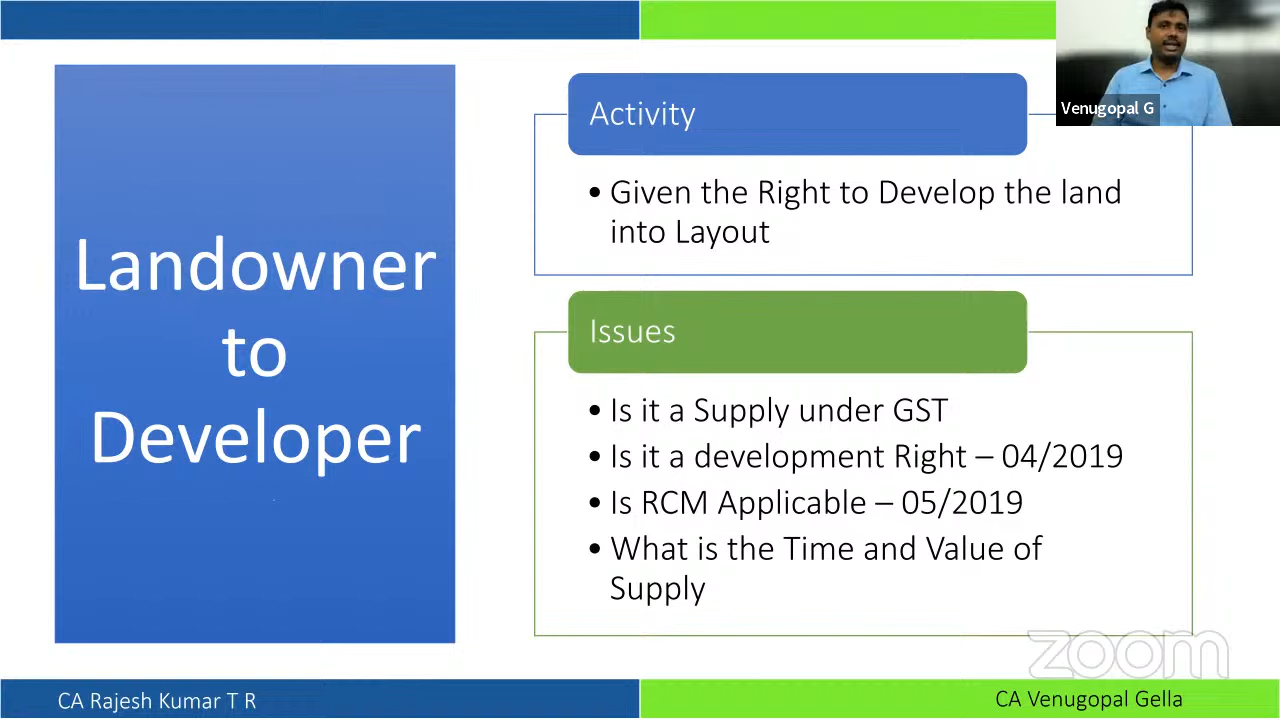 Venugopal G
Landowner
to
Developer
Activity
• Given the Right to Develop the land
into Layout
Issues
• Is it a Supply under GST
• Is it a development Right – 04/2019
• Is RCM Applicable – 05/2019
• What is the Time and Value of
Supply
zoom
CA Rajesh Kumar T R
CA Venugopal Gella